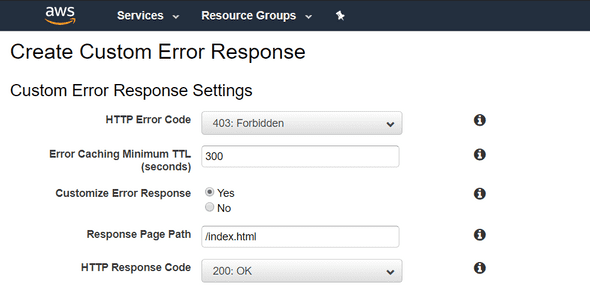 aws Services Resource Groups
Create Custom Error Response
Custom Error Response Settings
HTTP Error Code 403: Forbidden
Error Caching Minimum TTL 300
(seconds)
Customize Error Response Yes
No
Response Page Path /index.html
HTTP Response Code 200: OK